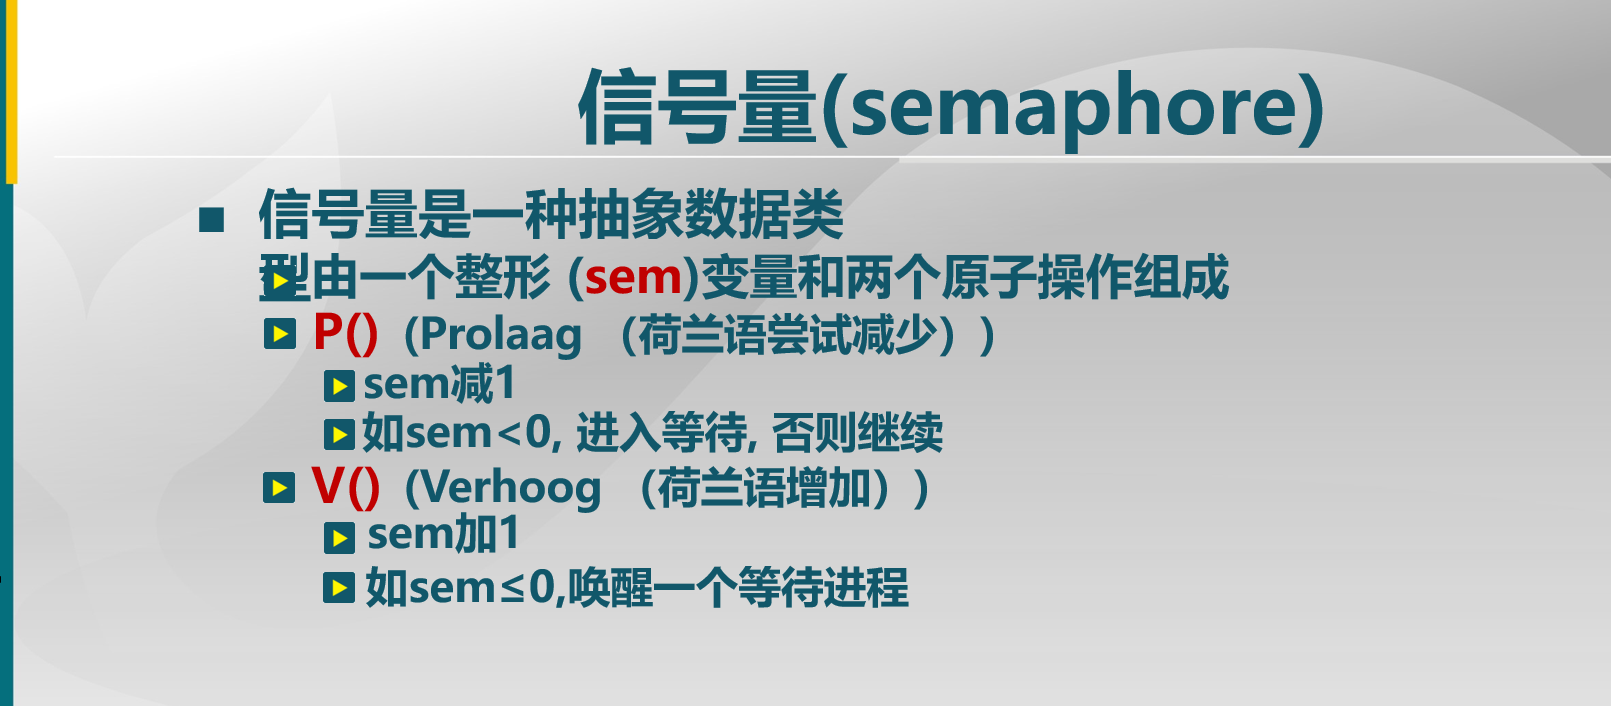 信号量(semaphore)
信号量是一种抽象数据类
型由一个整形 (sem)变量和两个原子操作组成
P() (Prolaag （荷兰语尝试减少）)
sem减1
如sem<0, 进入等待, 否则继续
V() (Verhoog （荷兰语增加）)
sem加1
如sem≤0,唤醒一个等待进程